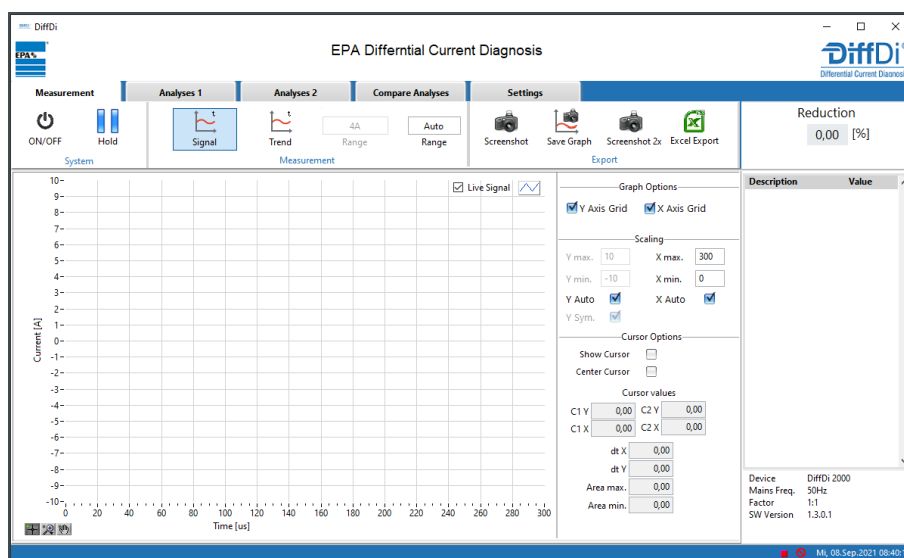 DiffDi
EPA
EPA Differntial Current Diagnosis
DiffDi
Differential Current Diagnosis
Measurement Analyses 1 Analyses 2 Compare Analyses Settings
ON/OFF Hold
System
t
Signal
t
Trend
4A
Range
Auto
Range
Measurement
Screenshot Save Graph Screenshot 2x Excel Export
Export
Reduction
0,00 [%]
Live Signal
Current [A]
10
9
8
7
6
5
4
3
2
1
0
-1
-2
-3
-4
-5
-6
-7
-8
-9
-10
0 20 40 60 80 100 120 140 160 180 200 220 240 260 280 300
Time [us]
Graph Options
Y Axis Grid X Axis Grid
Scaling
Y max. 10 X max. 300
Y min. -10 X min. 0
Y Auto X Auto
Y Sym.
Cursor Options
Show Cursor
Center Cursor
Cursor values
C1 Y 0,00 C2 Y 0,00
C1 X 0,00 C2 X 0,00
dt X 0,00
dt Y 0,00
Area max. 0,00
Area min. 0,00
Description Value
Device DiffDi 2000
Mains Freq. 50Hz
Factor 1:1
SW Version 1.3.0.1
Mi, 08.Sep.2021 08:40: